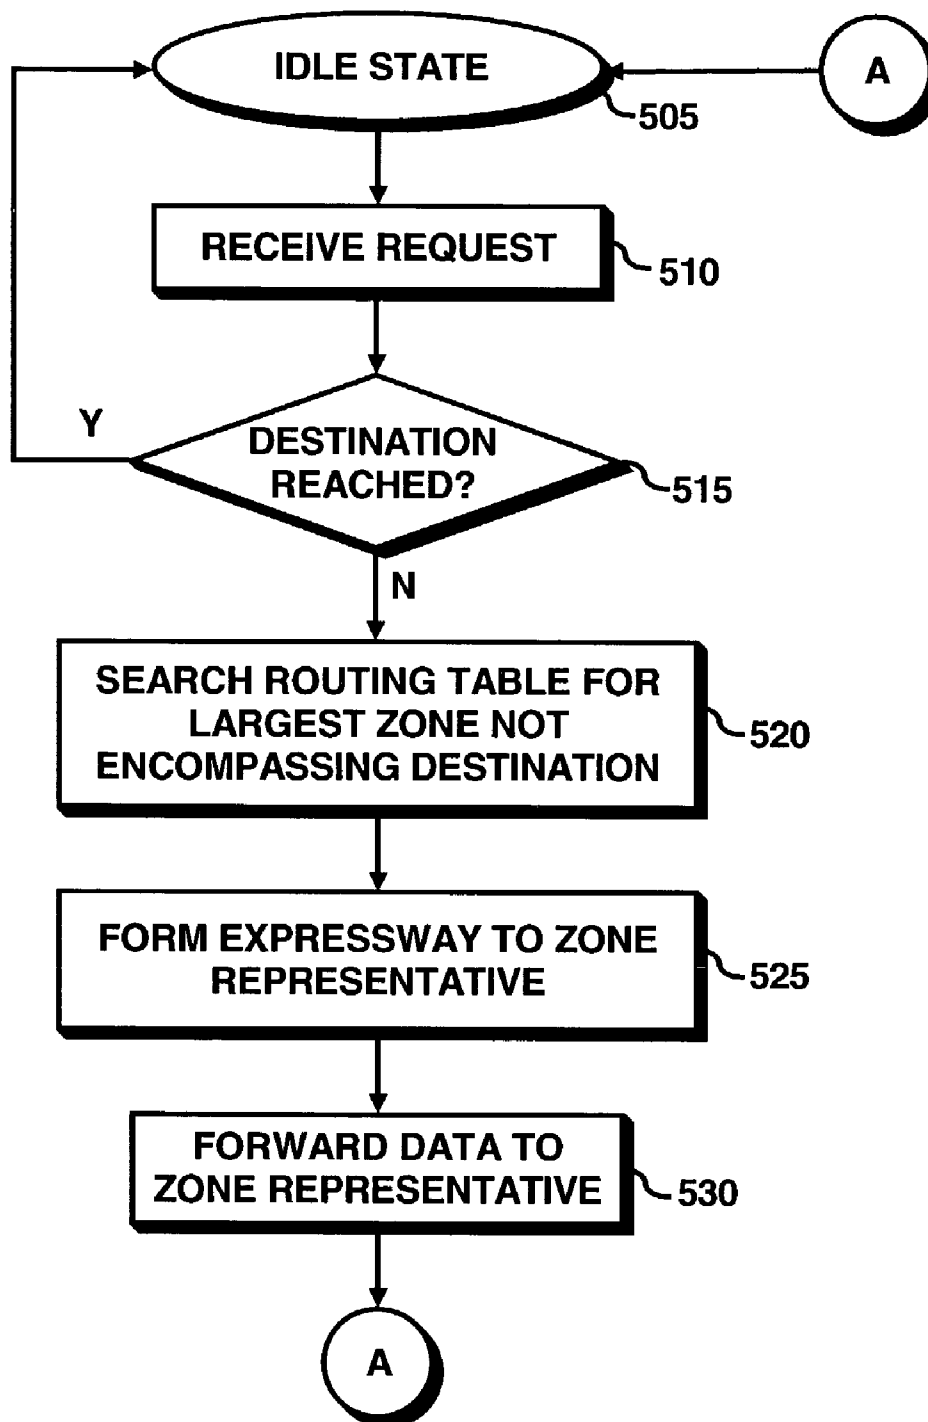 IDLE STATE
A
505
RECEIVE REQUEST
510
Y
DESTINATION
REACHED?
515
N
SEARCH ROUTING TABLE FOR
LARGEST ZONE NOT
ENCOMPASSING DESTINATION
520
FORM EXPRESSWAY TO ZONE
REPRESENTATIVE
525
FORWARD DATA TO
ZONE REPRESENTATIVE
530
A